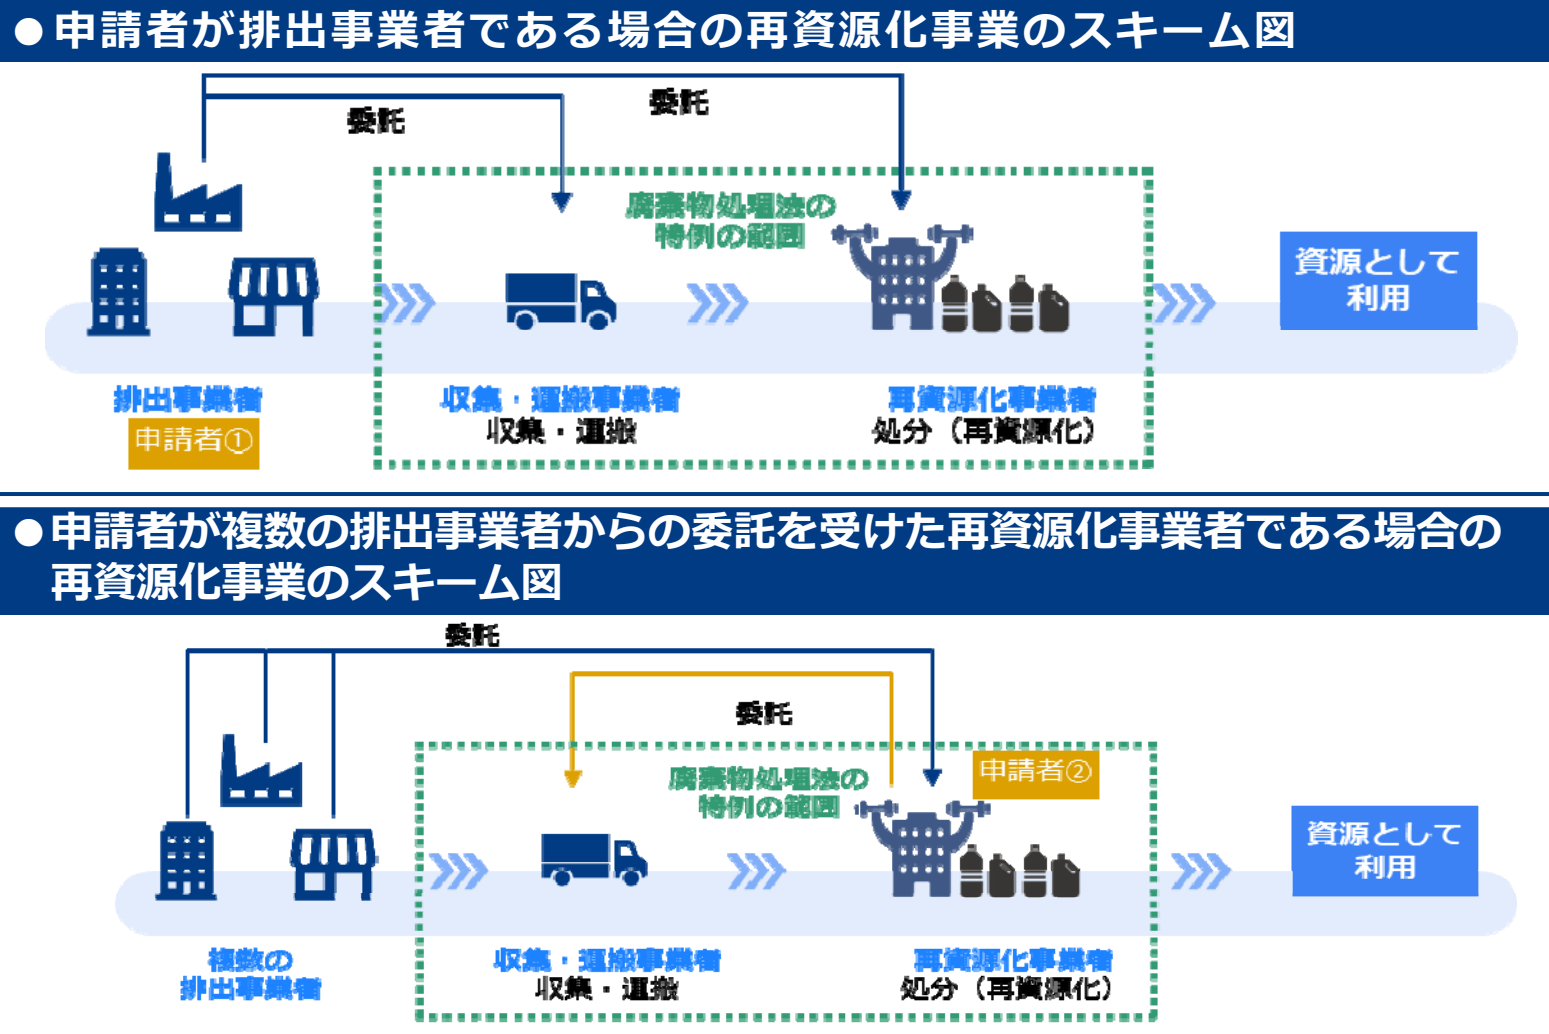 ●申請者が排出事業者である場合の再資源化事業のスキーム図
委託
委託
廃棄物処理法の
特例の範囲
資源として
利用
排出事業者
申請者①
収集・運搬事業者
収集・運搬
再資源化事業者
処分（再資源化）
●申請者が複数の排出事業者からの委託を受けた再資源化事業者である場合の
再資源化事業のスキーム図
委託
委託
廃棄物処理法の
特例の範囲
申請者②
資源として
利用
複数の
排出事業者
収集・運搬事業者
収集・運搬
再資源化事業者
処分（再資源化）